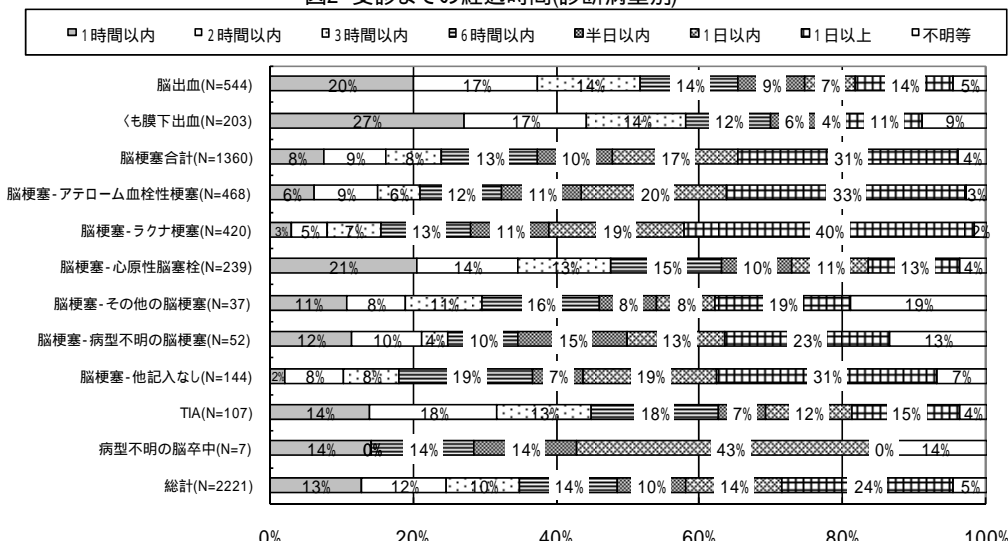 図2 受診までの経過時間(診断病型別)
1時間以内 2時間以内 3時間以内 6時間以内 半日以内 1日以内 1日以上 不明等
脳出血(N=544) 20% 17% 14% 14% 9% 7% 14% 5%
くも膜下出血(N=203) 27% 17% 14% 12% 6% 4% 11% 9%
脳梗塞合計(N=1360) 8% 9% 8% 13% 10% 17% 31% 4%
脳梗塞-アテローム血栓性梗塞(N=468) 6% 9% 6% 12% 11% 20% 33% 3%
脳梗塞-ラクナ梗塞(N=420) 3% 5% 7% 13% 11% 19% 40% 2%
脳梗塞-心原性脳塞栓(N=239) 21% 14% 13% 15% 10% 11% 13% 4%
脳梗塞-その他の脳梗塞(N=37) 11% 8% 11% 16% 8% 8% 19% 19%
脳梗塞-病型不明の脳梗塞(N=52) 12% 10% 4% 10% 15% 13% 23% 13%
脳梗塞-他記入なし(N=144) 2% 8% 8% 19% 7% 19% 31% 7%
TIA(N=107) 14% 18% 13% 18% 7% 12% 15% 4%
病型不明の脳卒中(N=7) 14% 0% 14% 14% 43% 0% 14%
総計(N=2221) 13% 12% 10% 14% 10% 14% 24% 5%
0% 20% 40% 60% 80% 100%